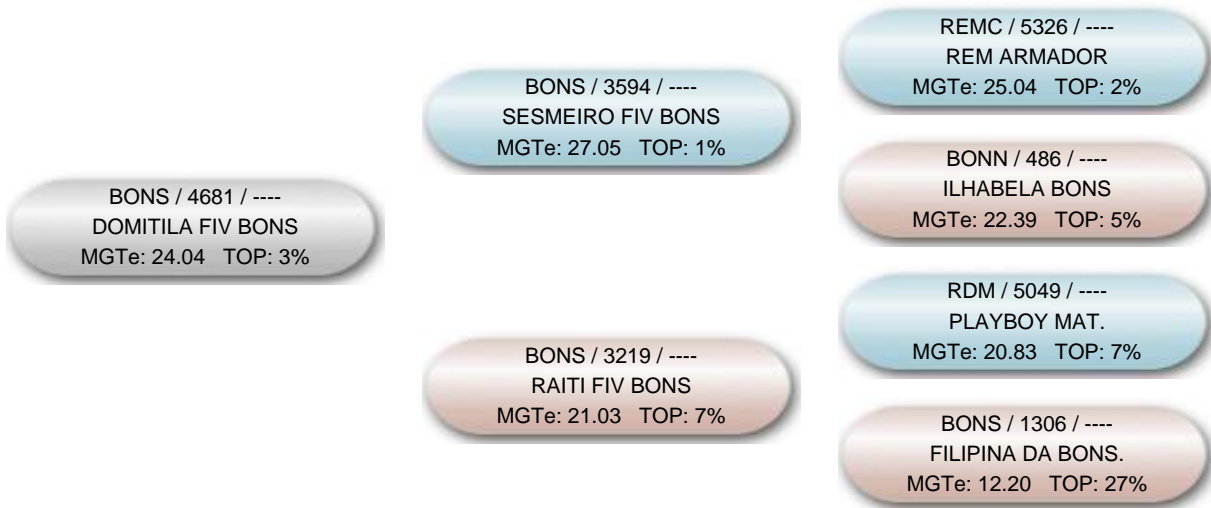 BONS / 4681 / ----
DOMITILA FIV BONS
MGTe: 24.04 TOP: 3%
BONS / 3594 / ----
SESMEIRO FIV BONS
MGTe: 27.05 TOP: 1%
BONS / 3219 / ----
RAITI FIV BONS
MGTe: 21.03 TOP: 7%
REMC / 5326 / ----
REM ARMADOR
MGTe: 25.04 TOP: 2%
BONN / 486 / ----
ILHABELA BONS
MGTe: 22.39 TOP: 5%
RDM / 5049 / ----
PLAYBOY MAT.
MGTe: 20.83 TOP: 7%
BONS / 1306 / ----
FILIPINA DA BONS.
MGTe: 12.20 TOP: 27%